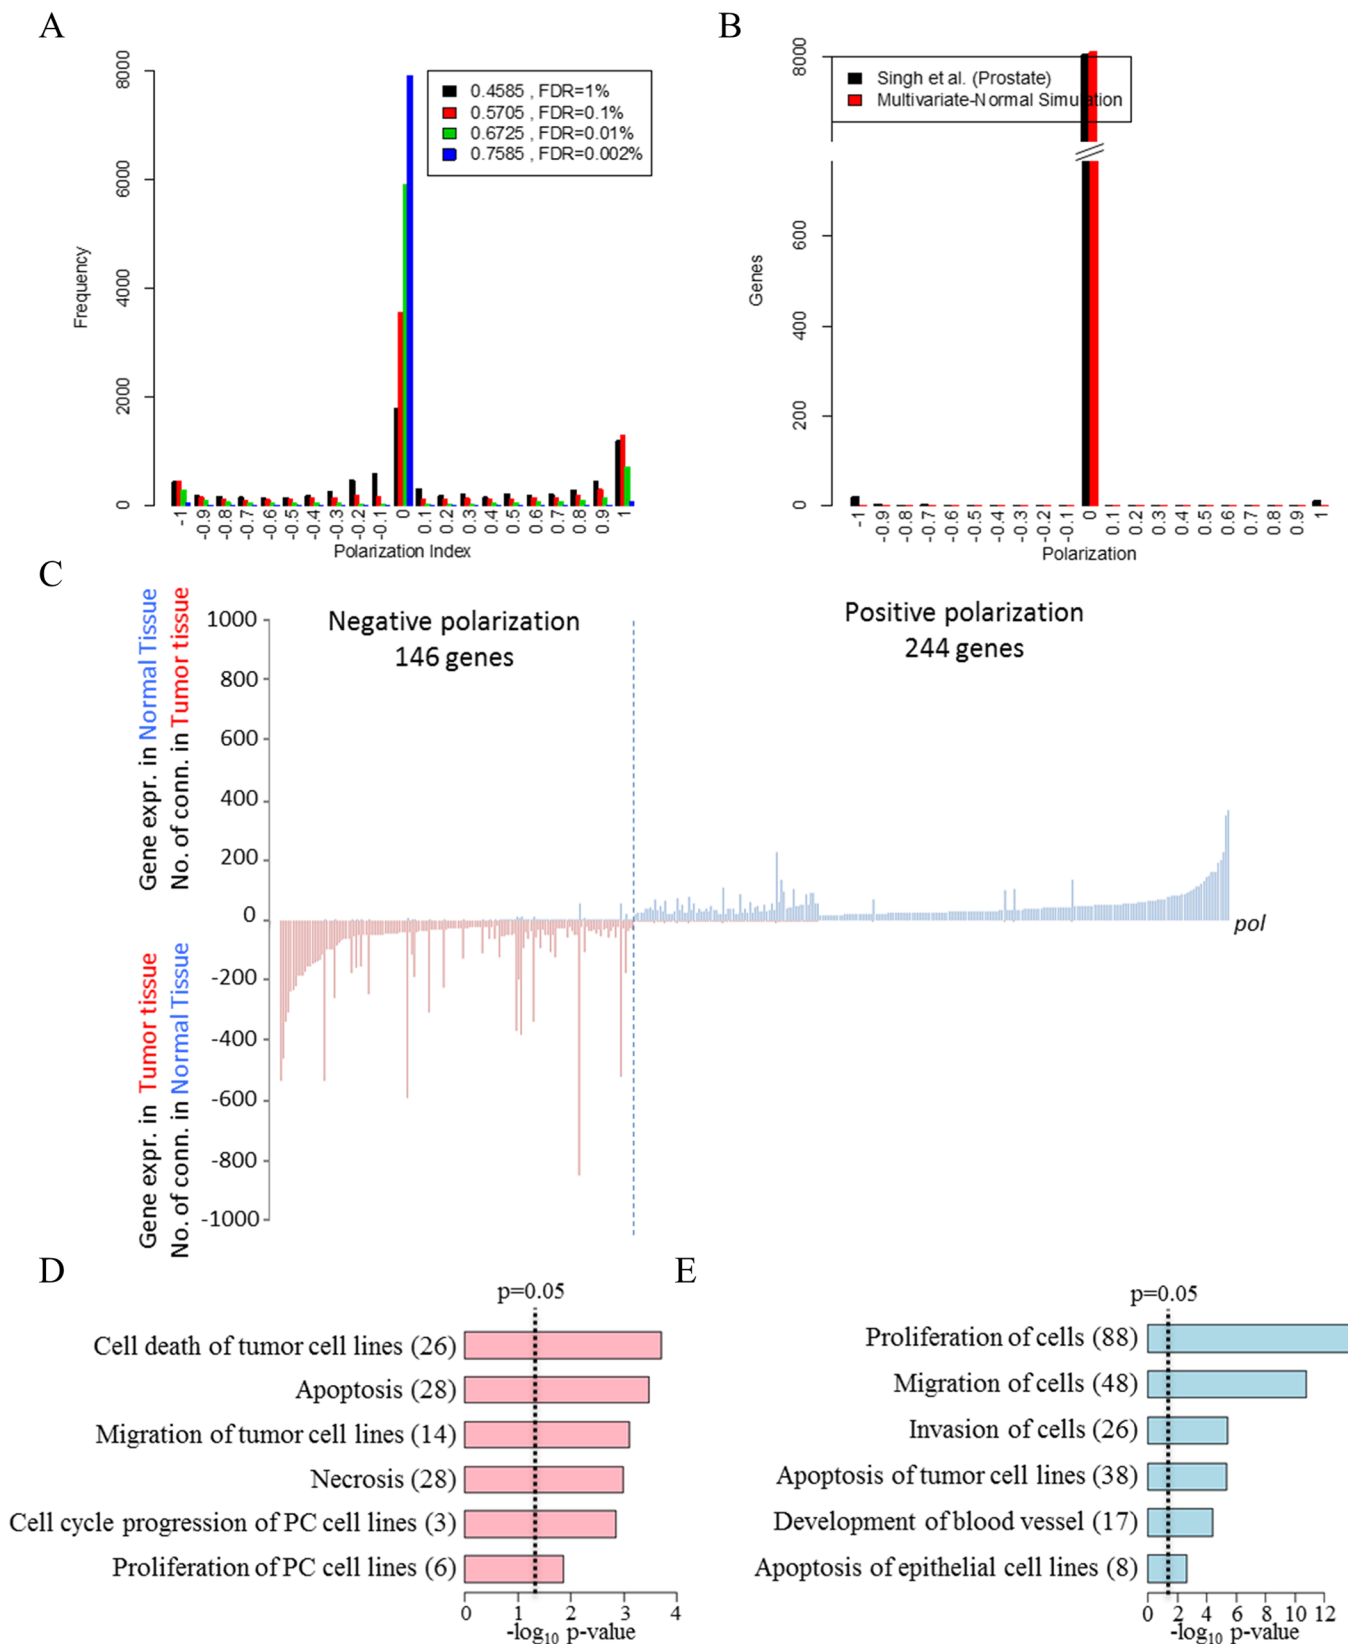 A
8000
6000
4000
2000
0
Frequency
0.4585 , FDR=1%
0.5705 , FDR=0.1%
0.6725 , FDR=0.01%
0.7585 , FDR=0.002%
-1
-0.9
-0.8
-0.7
-0.6
-0.5
-0.4
-0.3
-0.2
-0.1
0
0.1
0.2
0.3
0.4
0.5
0.6
0.7
0.8
0.9
1
Polarization Index
B
8000
600
400
200
0
Genes
Singh et al. (Prostate)
Multivariate-Normal Simulation
-1
-0.9
-0.8
-0.7
-0.6
-0.5
-0.4
-0.3
-0.2
-0.1
0
0.1
0.2
0.3
0.4
0.5
0.6
0.7
0.8
0.9
1
Polarization
C
Gene expr. in Normal Tissue
No. of conn. in Tumor tissue
Gene expr. in Tumor tissue
No. of conn. in Normal Tissue
1000
800
600
400
200
0
-200
-400
-600
-800
-1000
Negative polarization
146 genes
Positive polarization
244 genes
pol
D
p=0.05
Cell death of tumor cell lines (26)
Apoptosis (28)
Migration of tumor cell lines (14)
Necrosis (28)
Cell cycle progression of PC cell lines (3)
Proliferation of PC cell lines (6)
0 1 2 3 4
-log₁₀ p-value
E
p=0.05
Proliferation of cells (88)
Migration of cells (48)
Invasion of cells (26)
Apoptosis of tumor cell lines (38)
Development of blood vessel (17)
Apoptosis of epithelial cell lines (8)
0 2 4 6 8 10 12
-log₁₀ p-value